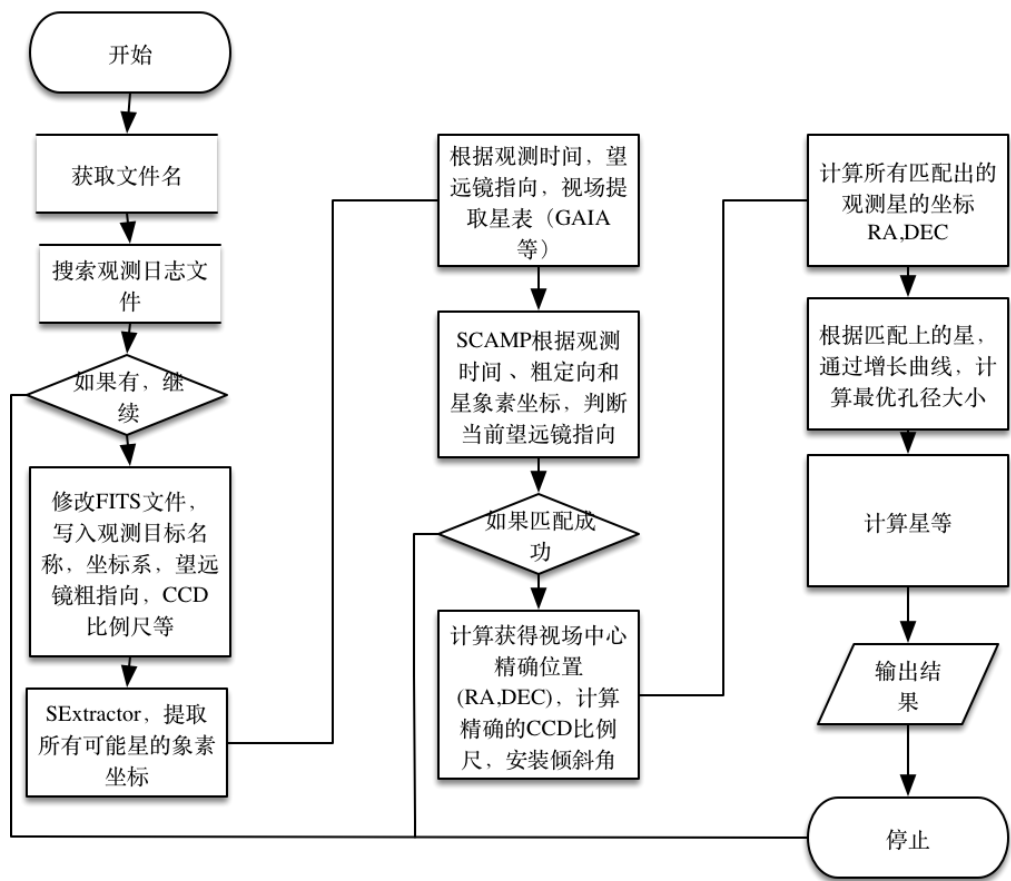 开始
获取文件名
搜索观测日志文
件
如果有，继
续
修改FITS文件，
写入观测目标名
称，坐标系，望远
镜粗指向，CCD
比例尺等
SExtractor，提取
所有可能星的象素
坐标
根据观测时间，望
远镜指向，视场提
取星表（GAIA
等）
SCAMP根据观测
时间、粗定向和
星象素坐标，判断
当前望远镜指向
如果匹配成
功
计算获得视场中心
精确位置
(RA,DEC)，计算
精确的CCD比例
尺，安装倾斜角
计算所有匹配出的
观测星的坐标
RA,DEC
根据匹配上的星，
通过增长曲线，计
算最优孔径大小
计算星等
输出结
果
停止